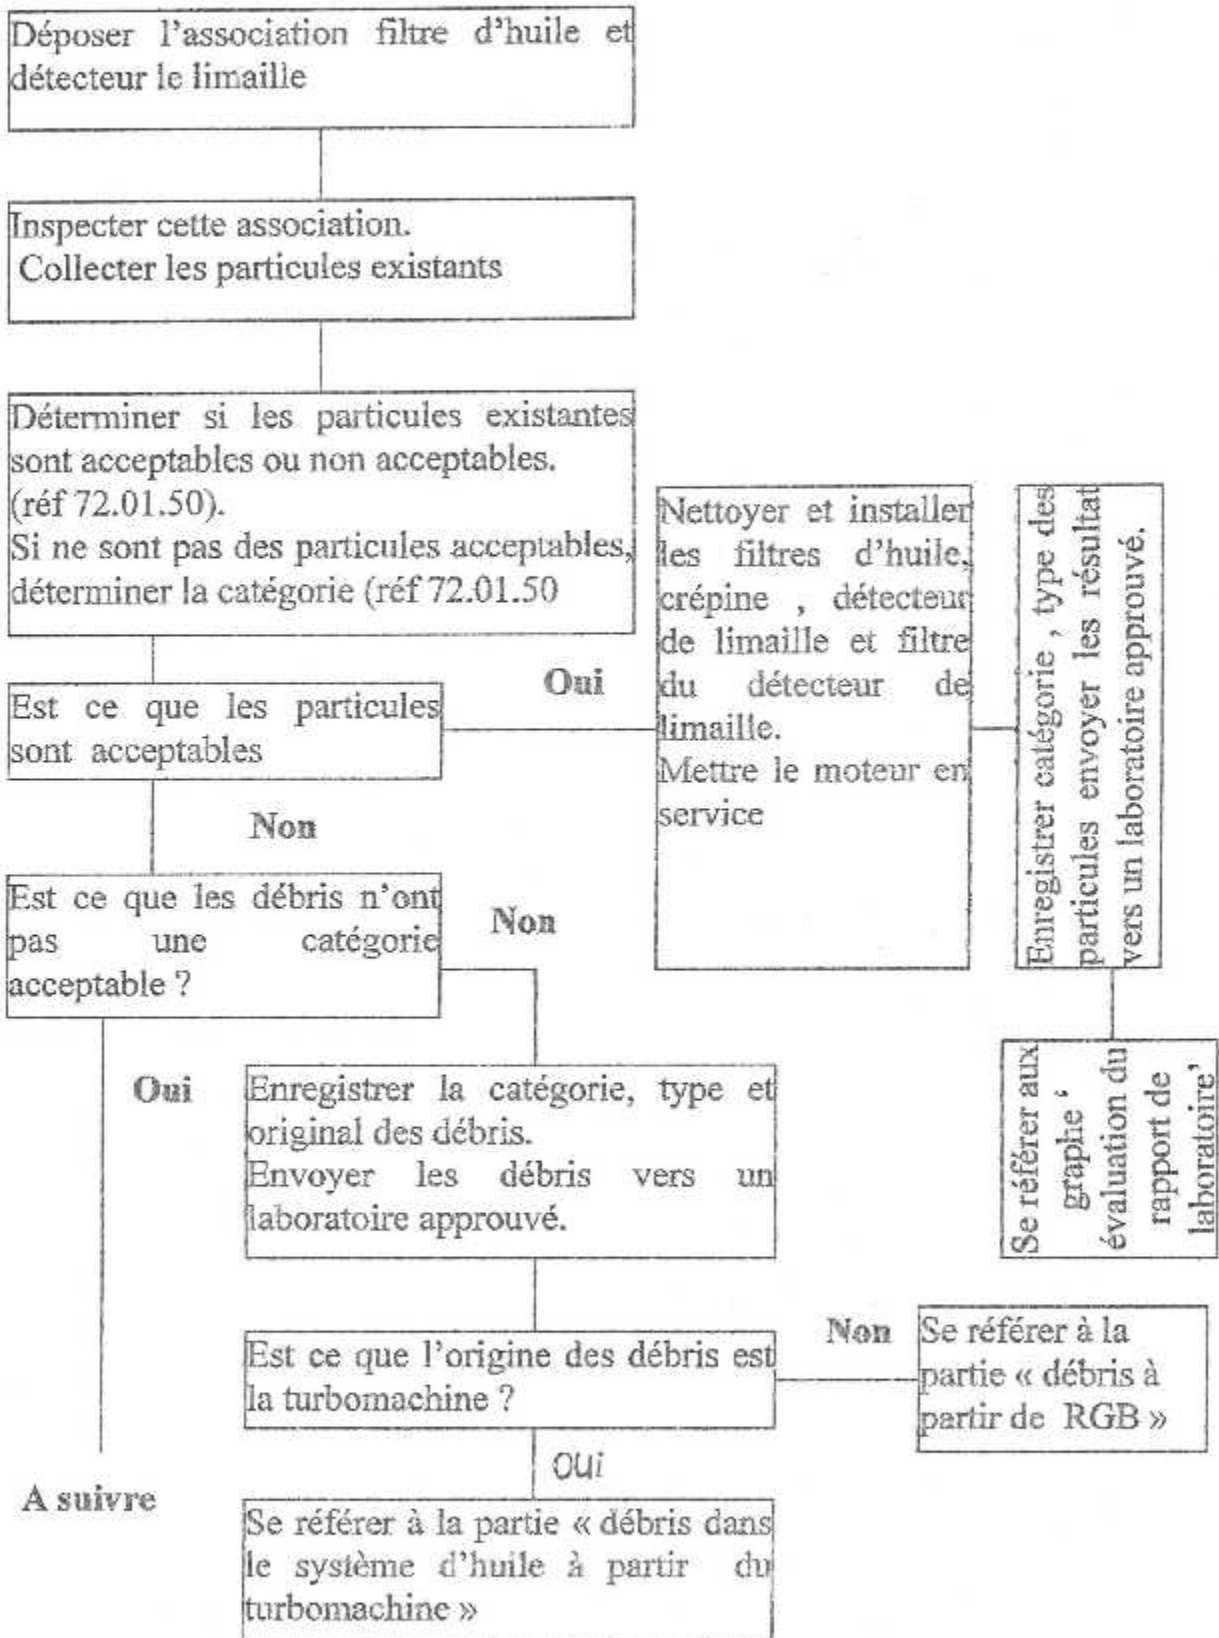 Déposer l'association filtre d'huile et
détecteur le limaille
Inspecter cette association.
Collecter les particules existants
Déterminer si les particules existantes
sont acceptables ou non acceptables.
(réf 72.01.50).
Si ne sont pas des particules acceptables,
déterminer la catégorie (réf 72.01.50
Est ce que les particules
sont acceptables
Oui
Nettoyer et installer
les filtres d'huile,
crépine , détecteur
de limaille et filtre
du détecteur de
limaille.
Mettre le moteur en
service
Enregistrer catégorie , type des
particules envoyer les résultat
vers un laboratoire approuvé.
Se référer aux
graphe ‘
évaluation du
rapport de
laboratoire’
Non
Est ce que les débris n'ont
pas une catégorie
acceptable ?
Non
Oui
Enregistrer la catégorie, type et
original des débris.
Envoyer les débris vers un
laboratoire approuvé.
Est ce que l'origine des débris est
la turbomachine ?
Non
Se référer à la
partie « débris à
partir de RGB »
oui
A suivre
Se référer à la partie « débris dans
le système d'huile à partir du
turbomachine »